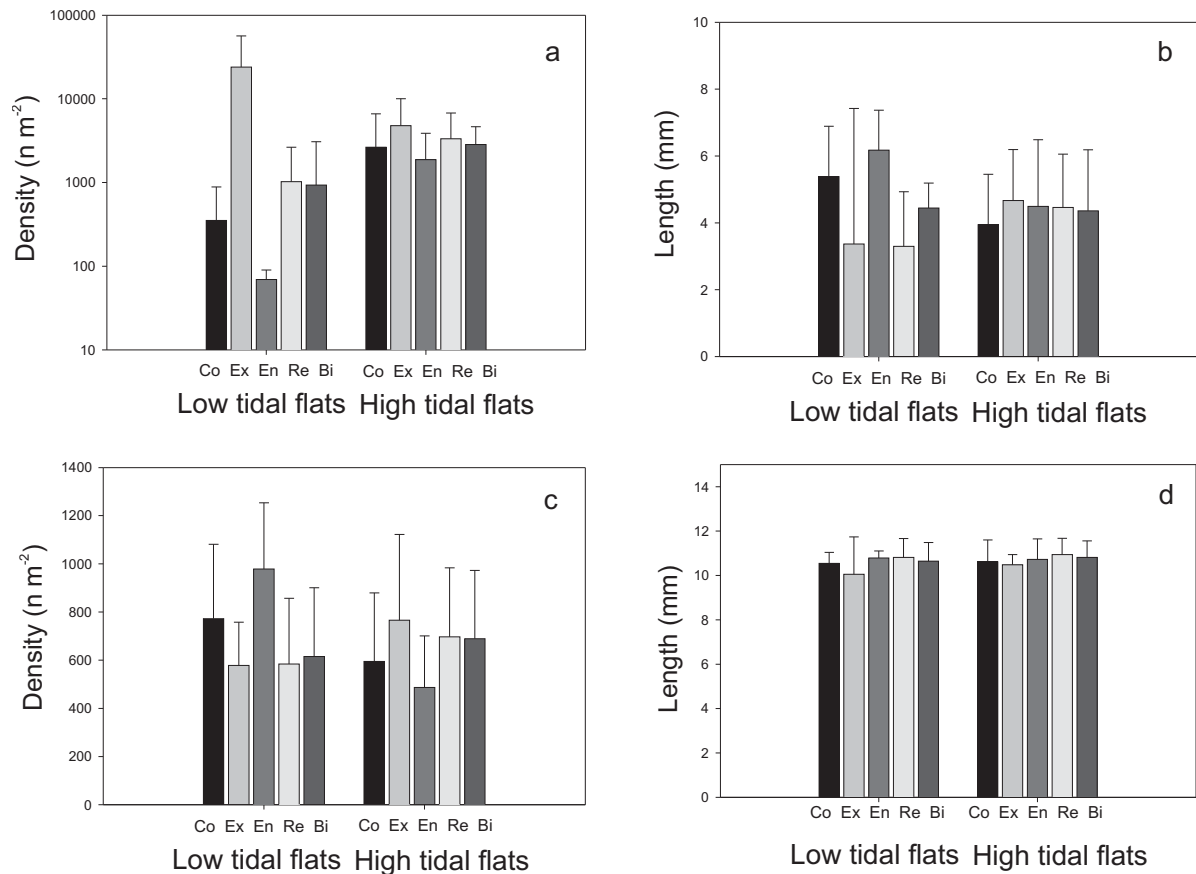 100000
10000
1000
100
10
Density (n m-2)
a
Co Ex En Re Bi Co Ex En Re Bi
Low tidal flats High tidal flats
10
8
6
4
2
0
Length (mm)
b
Co Ex En Re Bi Co Ex En Re Bi
Low tidal flats High tidal flats
1400
1200
1000
800
600
400
200
0
Density (n m-2)
c
Co Ex En Re Bi Co Ex En Re Bi
Low tidal flats High tidal flats
14
12
10
8
6
4
2
0
Length (mm)
d
Co Ex En Re Bi Co Ex En Re Bi
Low tidal flats High tidal flats